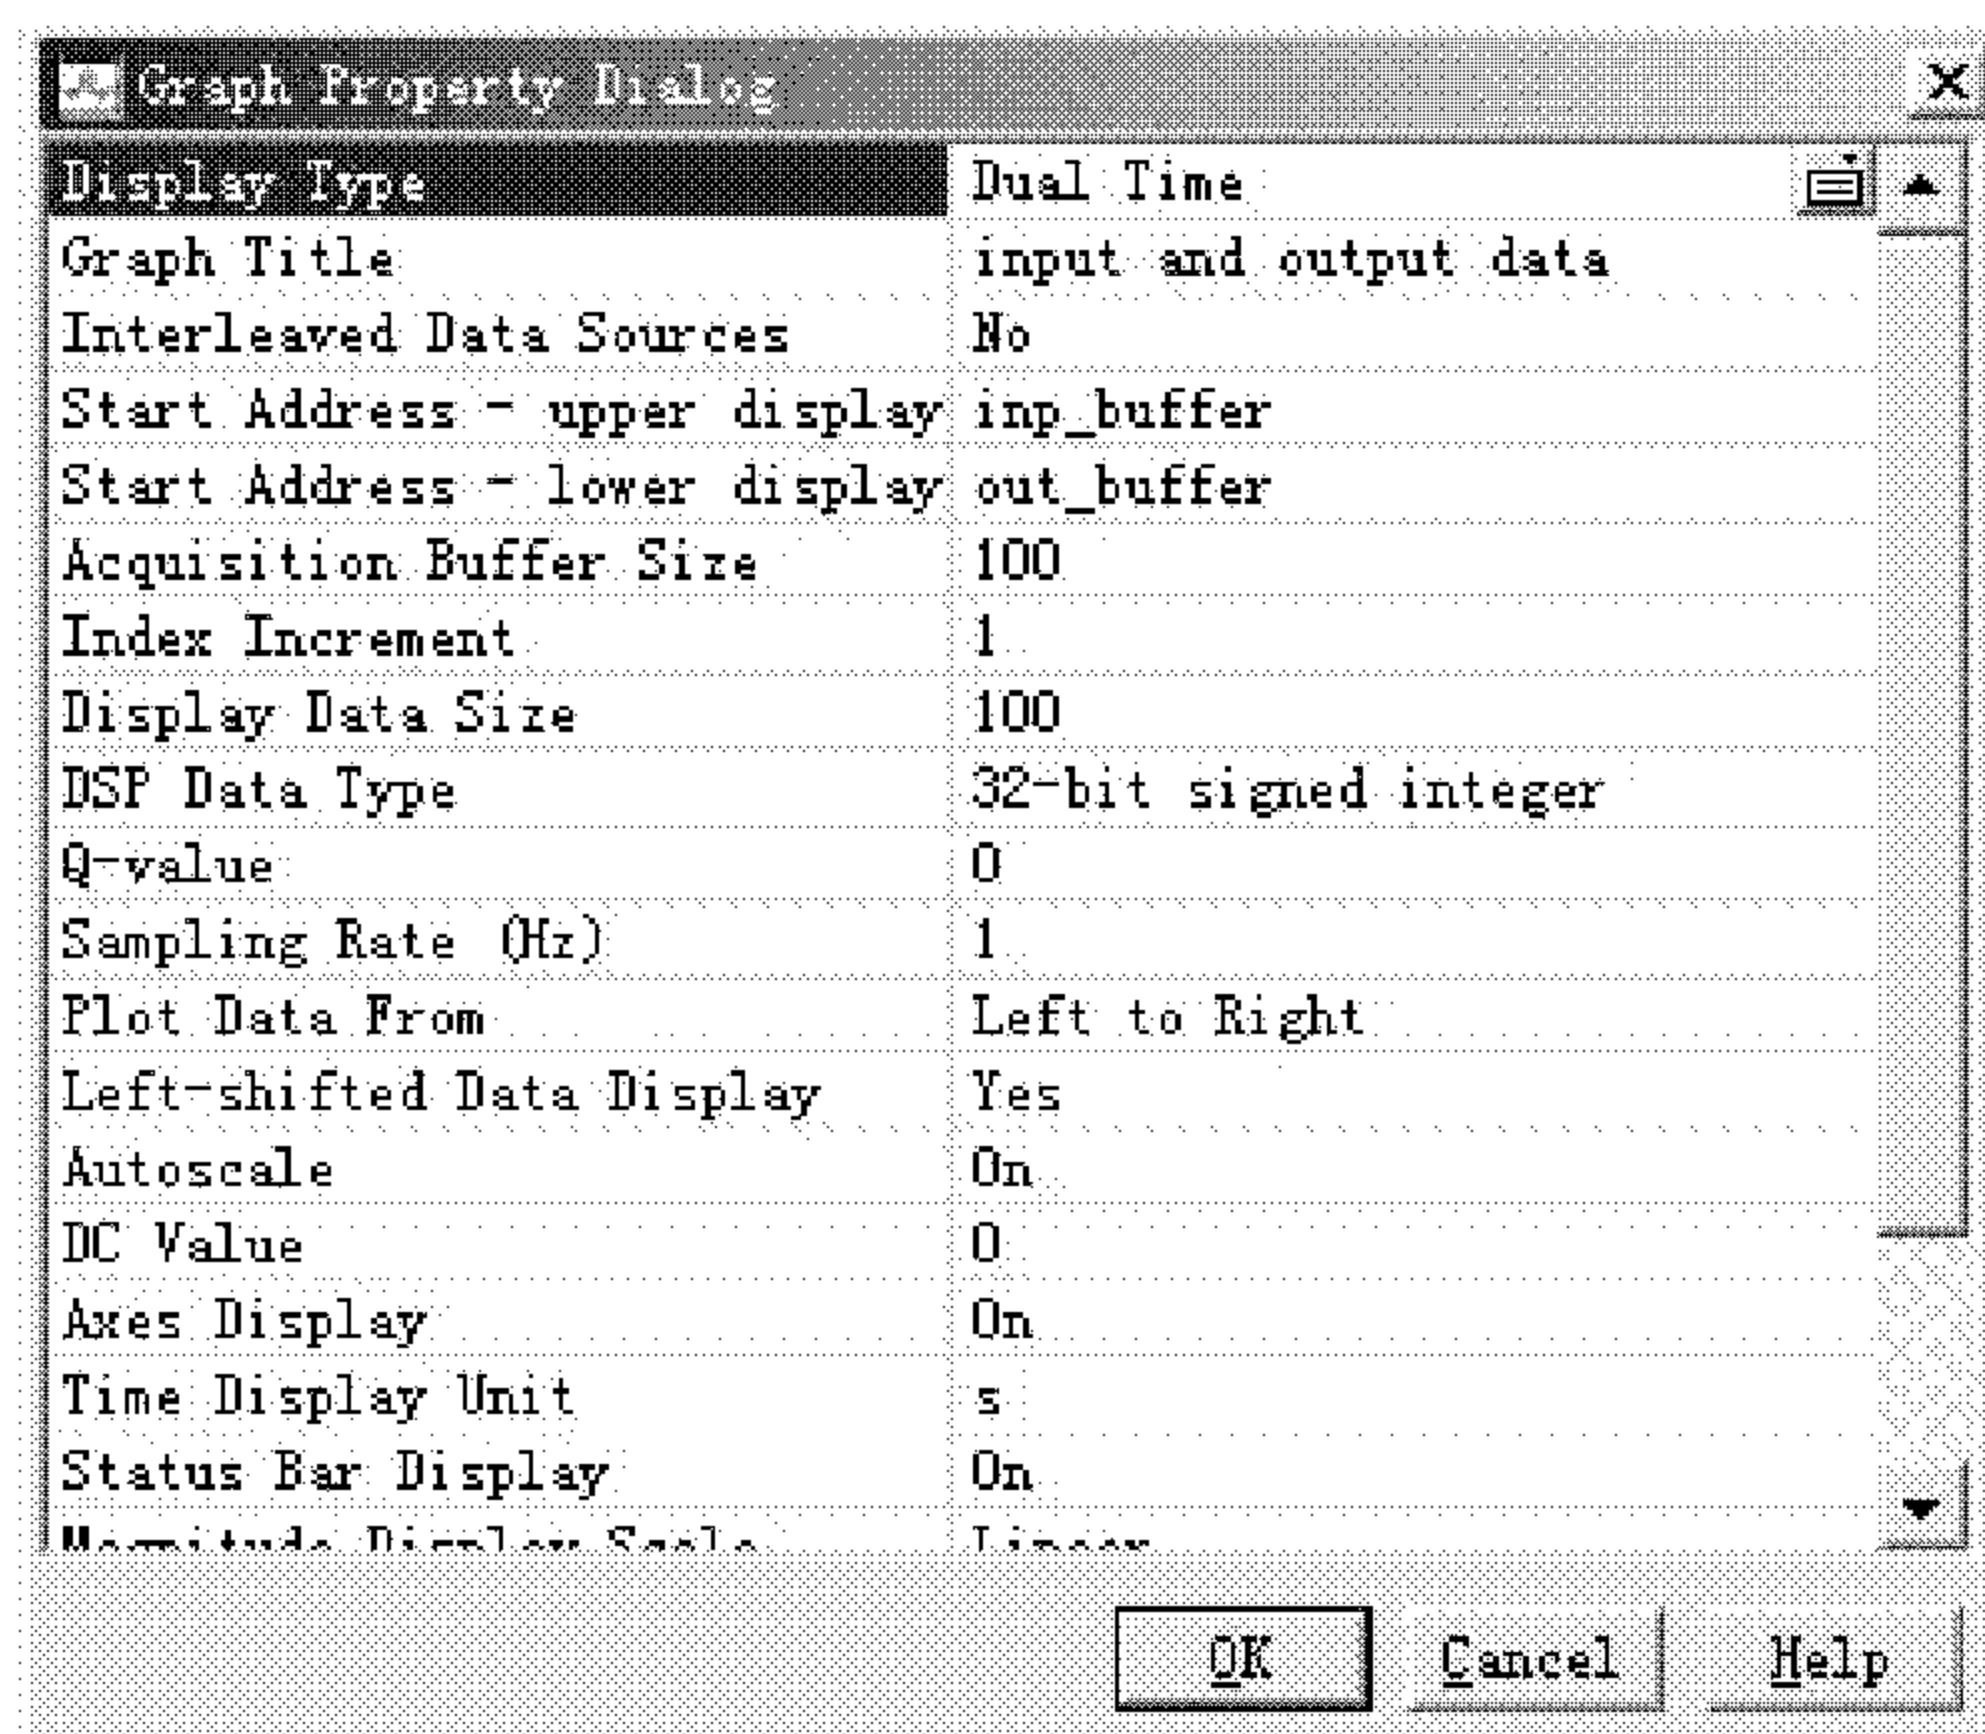 Graph Property Dialog
Display Type Dual Time
Graph Title input and output data
Interleaved Data Sources No
Start Address - upper display inp_buffer
Start Address - lower display out_buffer
Acquisition Buffer Size 100
Index Increment 1
Display Data Size 100
DSP Data Type 32-bit signed integer
Q-value 0
Sampling Rate (Hz) 1
Plot Data From Left to Right
Left-shifted Data Display Yes
Autoscale On
DC Value 0
Axes Display On
Time Display Unit s
Status Bar Display On
Magnitude Display Scale Linear
OK Cancel Help